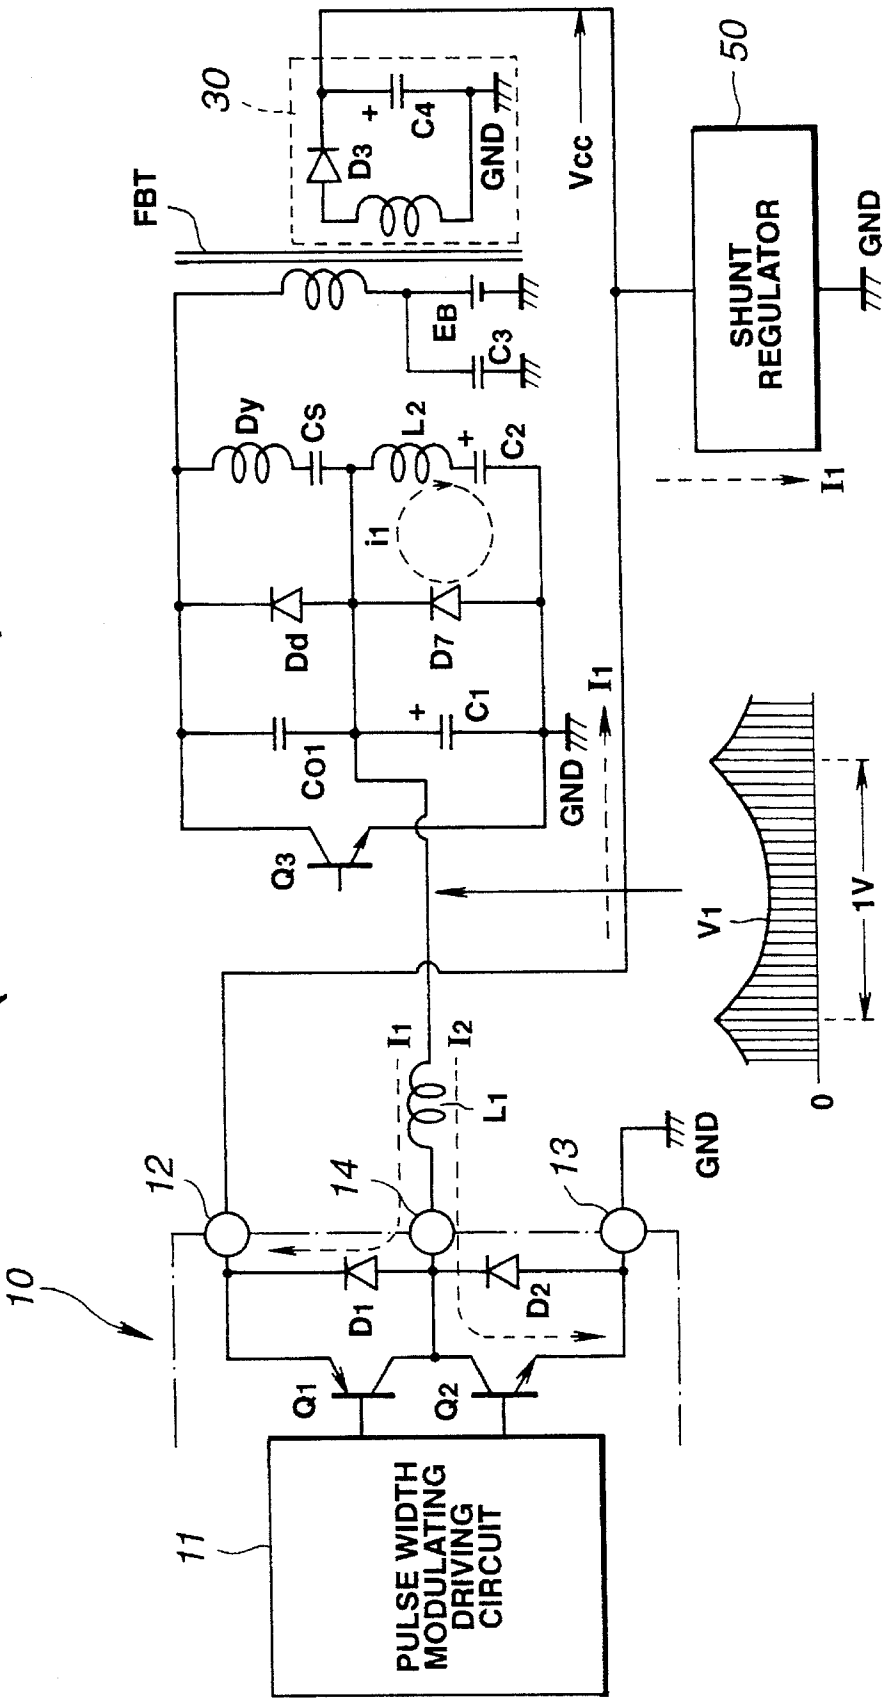 10
11
PULSE WIDTH
MODULATING
DRIVING
CIRCUIT
Q1
Q2
D1
D2
12
14
13
GND
I1
I2
L1
V1
0
1V
Q3
CO1
+
C1
GND
I1
Dd
D7
i1
Dy
CS
L2
+
C2
EB
C3
FBT
30
D3
+
C4
GND
Vcc
50
SHUNT
REGULATOR
GND
I1